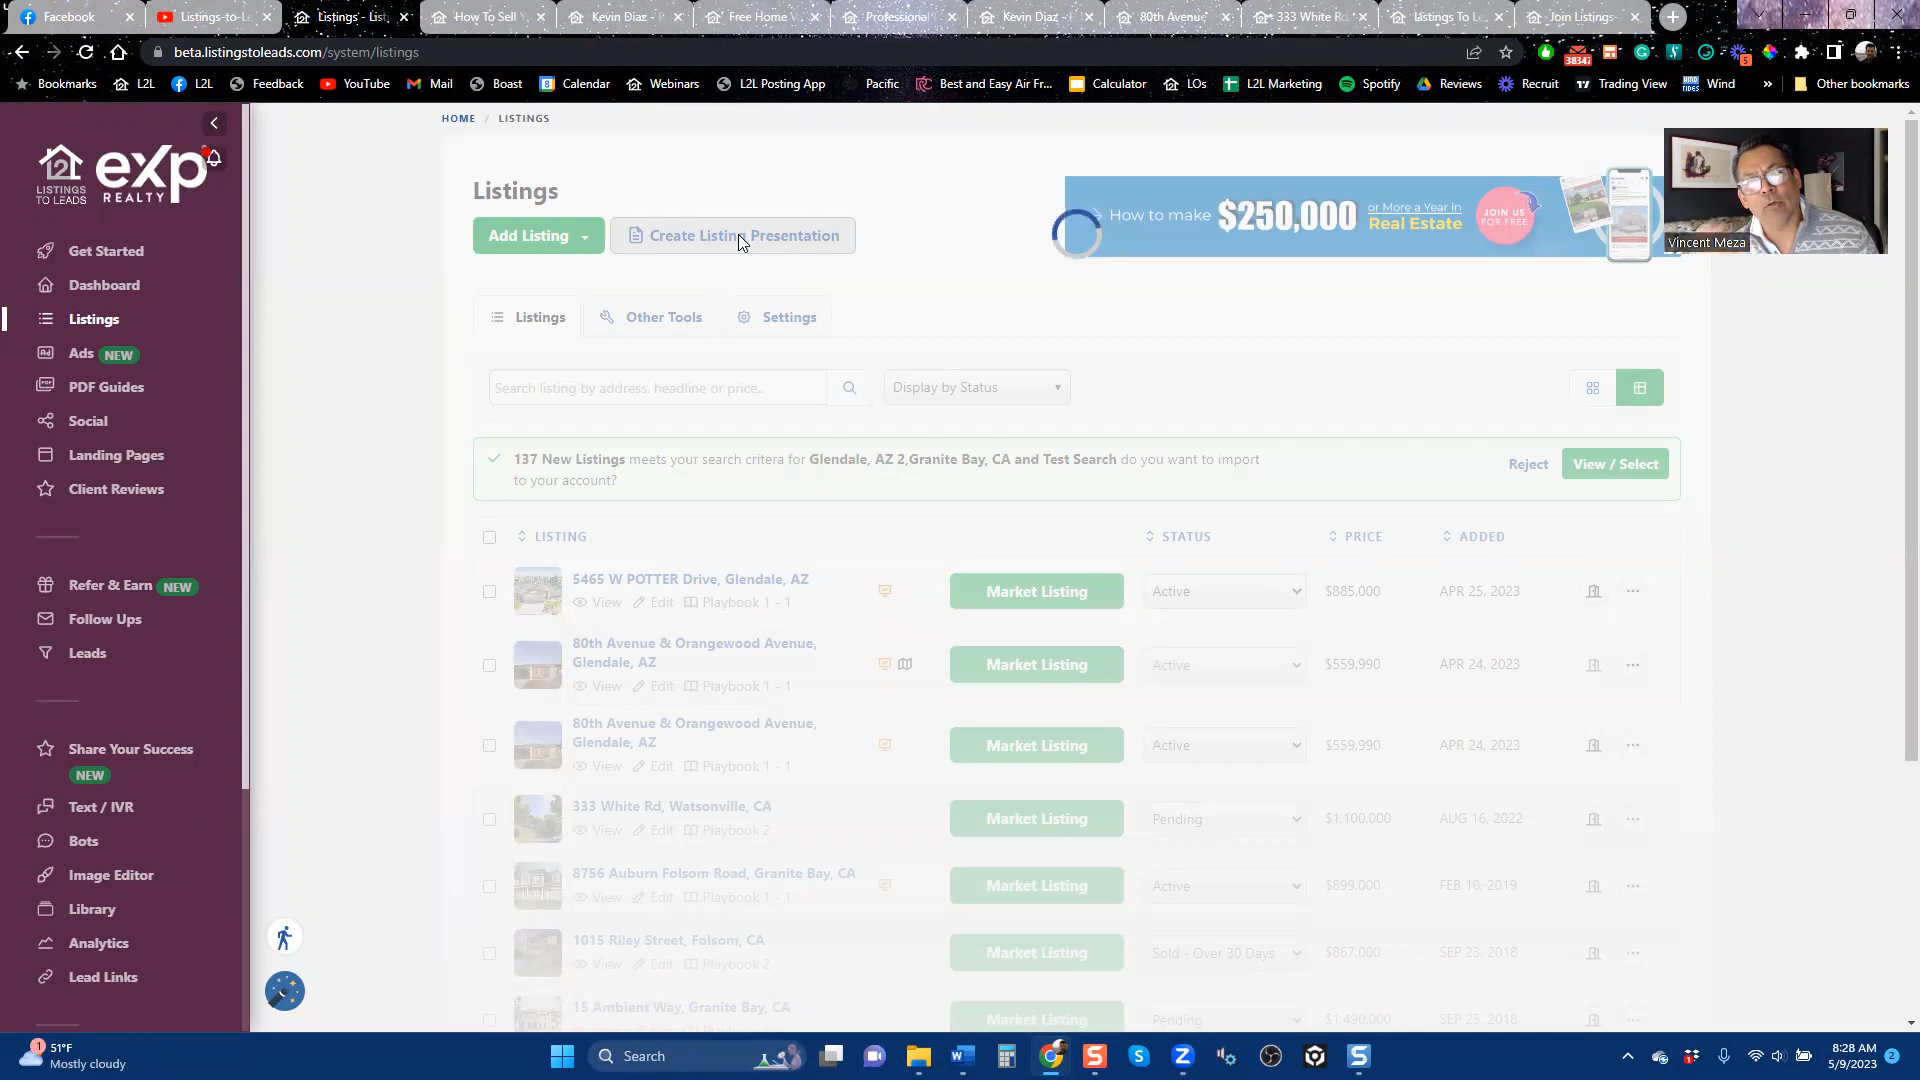 Facebook
Listings-to-Le
Listings - List
How To Sell Y
Kevin Diaz - P
Free Home V
Professional
Kevin Diaz - P
80th Avenue
333 White Rd
Listings To Le
Join Listings-
beta.listingstoleads.com/system/listings
38347
5
Bookmarks
L2L
L2L
Feedback
YouTube
Mail
Boast
Calendar
Webinars
L2L Posting App
Pacific
Best and Easy Air Fr...
Calculator
LOs
L2L Marketing
Spotify
Reviews
Recruit
Trading View
Wind
»
Other bookmarks
HOME / LISTINGS
LISTINGS
TO LEADS
eXp
REALTY
Get Started
Dashboard
Listings
Ads NEW
PDF Guides
Social
Landing Pages
Client Reviews
Refer & Earn NEW
Follow Ups
Leads
Share Your Success
NEW
Text / IVR
Bots
Image Editor
Library
Analytics
Lead Links
Listings
Add Listing
Create Listing Presentation
How to make $250,000 or More a Year in
Real Estate
JOIN US
FOR FREE
Vincent Meza
Listings
Other Tools
Settings
Search listing by address, headline or price..
Display by Status
137 New Listings meets your search critera for Glendale, AZ 2,Granite Bay, CA and Test Search do you want to import
to your account?
Reject
View / Select
LISTING STATUS PRICE ADDED
5465 W POTTER Drive, Glendale, AZ
View Edit Playbook 1 - 1
Market Listing
Active
$885,000
APR 25, 2023
80th Avenue & Orangewood Avenue,
Glendale, AZ
View Edit Playbook 1 - 1
Market Listing
Active
$559,990
APR 24, 2023
80th Avenue & Orangewood Avenue,
Glendale, AZ
View Edit Playbook 1 - 1
Market Listing
Active
$559,990
APR 24, 2023
333 White Rd, Watsonville, CA
View Edit Playbook 2
Market Listing
Pending
$1,100,000
AUG 16, 2022
8756 Auburn Folsom Road, Granite Bay, CA
View Edit Playbook 1 - 1
Market Listing
Active
$899,000
FEB 10, 2019
1015 Riley Street, Folsom, CA
View Edit Playbook 2
Market Listing
Sold - Over 30 Days
$867,000
SEP 23, 2018
15 Ambient Way, Granite Bay, CA
Market Listing
Pending
$1,490,000
SEP 25, 2018
1
51°F
Mostly cloudy
Search
8:28 AM
5/9/2023
2